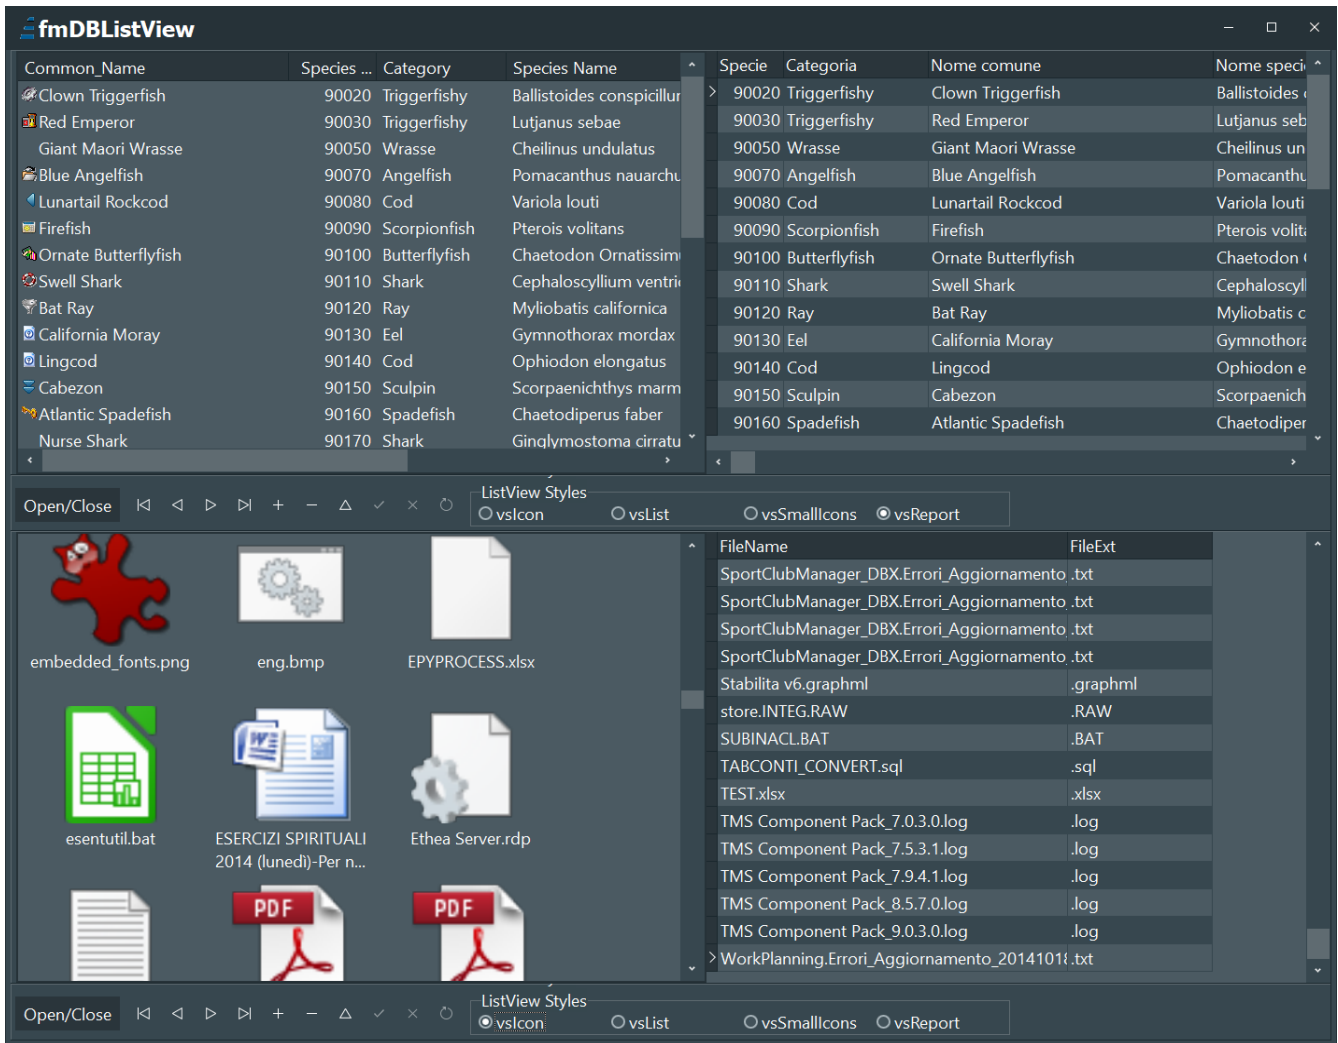 fmDBListView
Common_Name Species ... Category Species Name
Clown Triggerfish 90020 Triggerfishy Ballistoides conspicillur
Red Emperor 90030 Triggerfishy Lutjanus sebae
Giant Maori Wrasse 90050 Wrasse Cheilinus undulatus
Blue Angelfish 90070 Angelfish Pomacanthus nauarchu
Lunartail Rockcod 90080 Cod Variola louti
Firefish 90090 Scorpionfish Pterois volitans
Ornate Butterflyfish 90100 Butterflyfish Chaetodon Ornatissim
Swell Shark 90110 Shark Cephaloscyllium ventri
Bat Ray 90120 Ray Myliobatis californica
California Moray 90130 Eel Gymnothorax mordax
Lingcod 90140 Cod Ophiodon elongatus
Cabezon 90150 Sculpin Scorpaenichthys marm
Atlantic Spadefish 90160 Spadefish Chaetodiperus faber
Nurse Shark 90170 Shark Ginglymostoma cirratu
Specie Categoria Nome comune Nome speci
90020 Triggerfishy Clown Triggerfish Ballistoides
90030 Triggerfishy Red Emperor Lutjanus seb
90050 Wrasse Giant Maori Wrasse Cheilinus un
90070 Angelfish Blue Angelfish Pomacanthu
90080 Cod Lunartail Rockcod Variola louti
90090 Scorpionfish Firefish Pterois volita
90100 Butterflyfish Ornate Butterflyfish Chaetodon
90110 Shark Swell Shark Cephaloscyll
90120 Ray Bat Ray Myliobatis c
90130 Eel California Moray Gymnothora
90140 Cod Lingcod Ophiodon e
90150 Sculpin Cabezon Scorpaenich
90160 Spadefish Atlantic Spadefish Chaetodiper
Open/Close
ListView Styles
vsIcon vsList vsSmallIcons vsReport
embedded_fonts.png eng.bmp EPYPROCESS.xlsx
esentutil.bat ESERCIZI SPIRITUALI Ethea Server.rdp
2014 (lunedì)-Per n...
PDF PDF
FileName FileExt
SportClubManager_DBX.Errori_Aggiornamento_ .txt
SportClubManager_DBX.Errori_Aggiornamento_ .txt
SportClubManager_DBX.Errori_Aggiornamento_ .txt
SportClubManager_DBX.Errori_Aggiornamento_ .txt
Stabilita v6.graphml .graphml
store.INTEG.RAW .RAW
SUBINACL.BAT .BAT
TABCONTI_CONVERT.sql .sql
TEST.xlsx .xlsx
TMS Component Pack_7.0.3.0.log .log
TMS Component Pack_7.5.3.1.log .log
TMS Component Pack_7.9.4.1.log .log
TMS Component Pack_8.5.7.0.log .log
TMS Component Pack_9.0.3.0.log .log
WorkPlanning.Errori_Aggiornamento_20141018 .txt
Open/Close
ListView Styles
vsIcon vsList vsSmallIcons vsReport